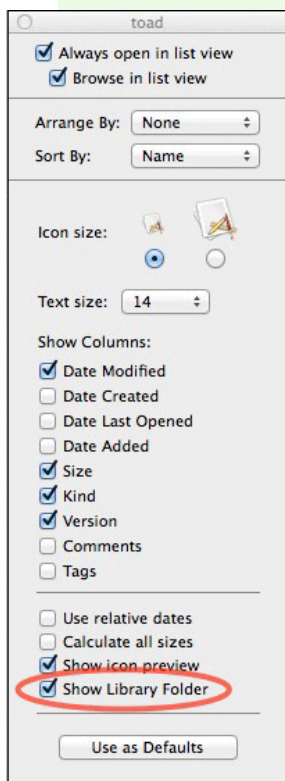 toad
Always open in list view
Browse in list view
Arrange By: None
Sort By: Name
Icon size:
Text size: 14
Show Columns:
Date Modified
Date Created
Date Last Opened
Date Added
Size
Kind
Version
Comments
Tags
Use relative dates
Calculate all sizes
Show icon preview
Show Library Folder
Use as Defaults